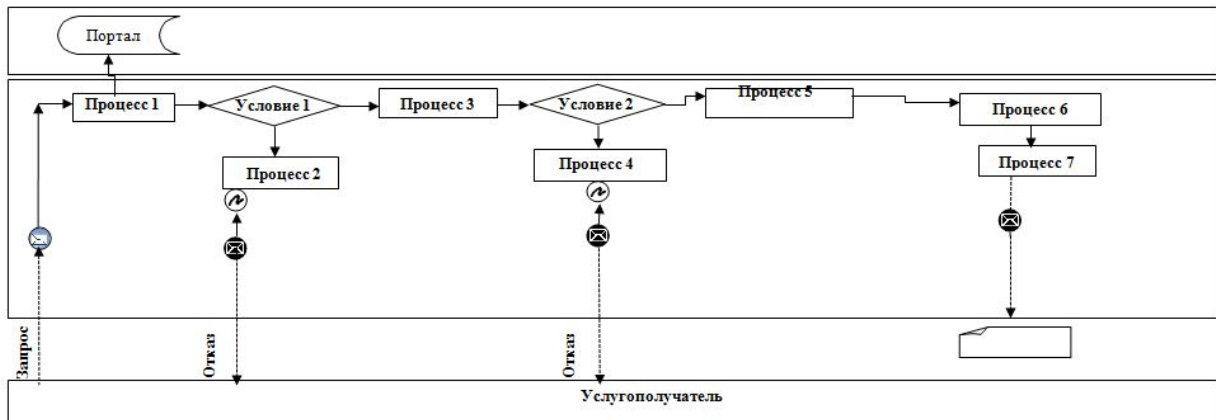 Портал
Процесс 1
Условие 1
Процесс 3
Условие 2
Процесс 5
Процесс 6
Процесс 2
Процесс 4
Процесс 7
Запрос
Отказ
Отказ
Услугополучатель